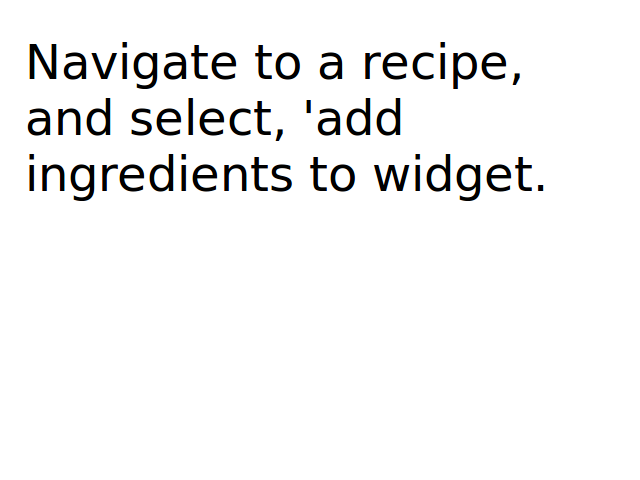 Navigate to a recipe,
and select, 'add
ingredients to widget.